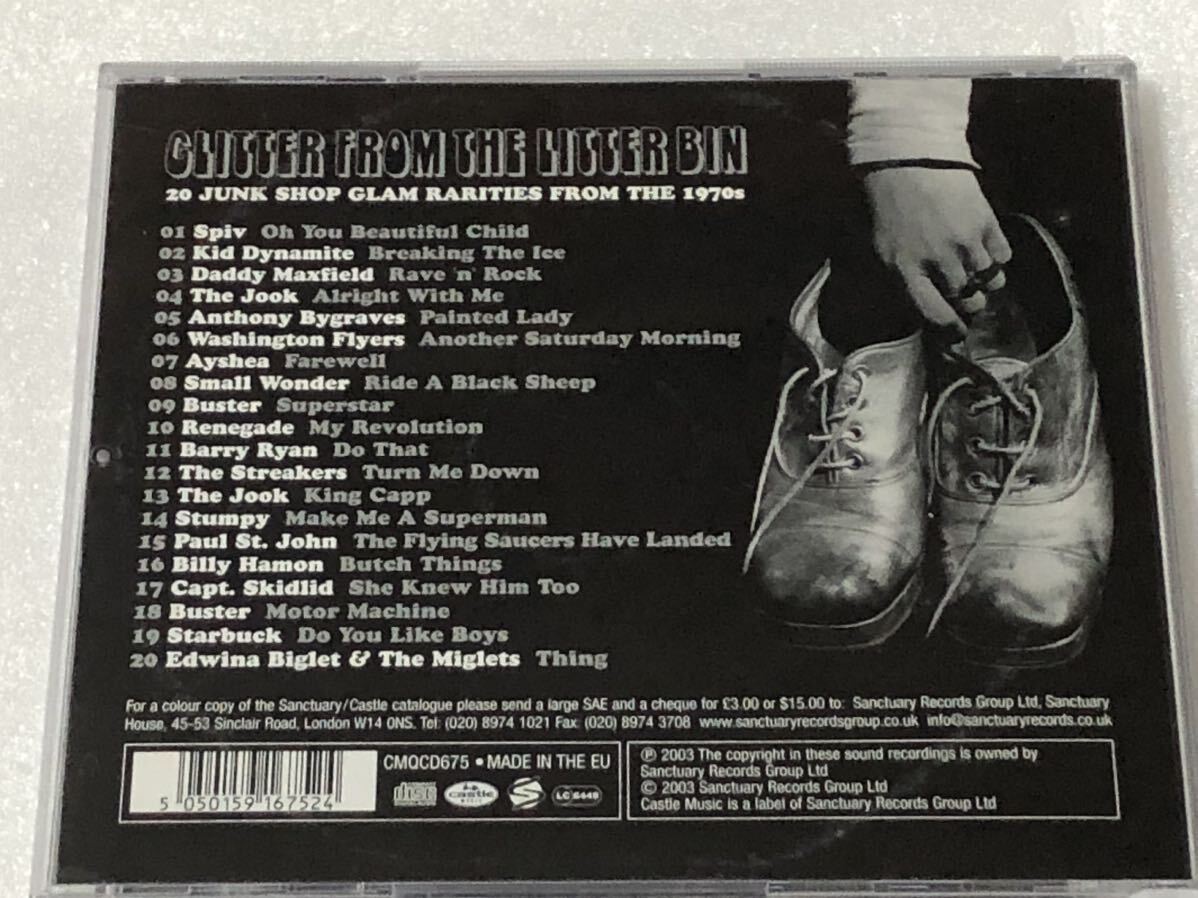 GLITTER FROM THE LITTER BIN
20 JUNK SHOP GLAM RARITIES FROM THE 1970s
01 Spiv Oh You Beautiful Child
02 Kid Dynamite Breaking The Ice
03 Daddy Maxfield Rave 'n' Rock
04 The Jook Alright With Me
05 Anthony Bygraves Painted Lady
06 Washington Flyers Another Saturday Morning
07 Ayshea Farewell
08 Small Wonder Ride A Black Sheep
09 Buster Superstar
10 Renegade My Revolution
11 Barry Ryan Do That
12 The Streakers Turn Me Down
13 The Jook King Capp
14 Stumpy Make Me A Superman
15 Paul St. John The Flying Saucers Have Landed
16 Billy Hamon Butch Things
17 Capt. Skidlid She Knew Him Too
18 Buster Motor Machine
19 Starbuck Do You Like Boys
20 Edwina Biglet & The Miglets Thing
For a colour copy of the Sanctuary/Castle catalogue please send a large SAE and a cheque for £3.00 or $15.00 to: Sanctuary Records Group Ltd, Sanctuary
House, 45-53 Sinclair Road, London W14 0NS. Tel: (020) 8974 1021 Fax: (020) 8974 3708 www.sanctuaryrecordsgroup.co.uk info@sanctuaryrecords.co.uk
5 050159 167524
CMQCD675 • MADE IN THE EU
disc
castle
MUSIC
LC 6448
℗ 2003 The copyright in these sound recordings is owned by
Sanctuary Records Group Ltd
© 2003 Sanctuary Records Group Ltd
Castle Music is a label of Sanctuary Records Group Ltd